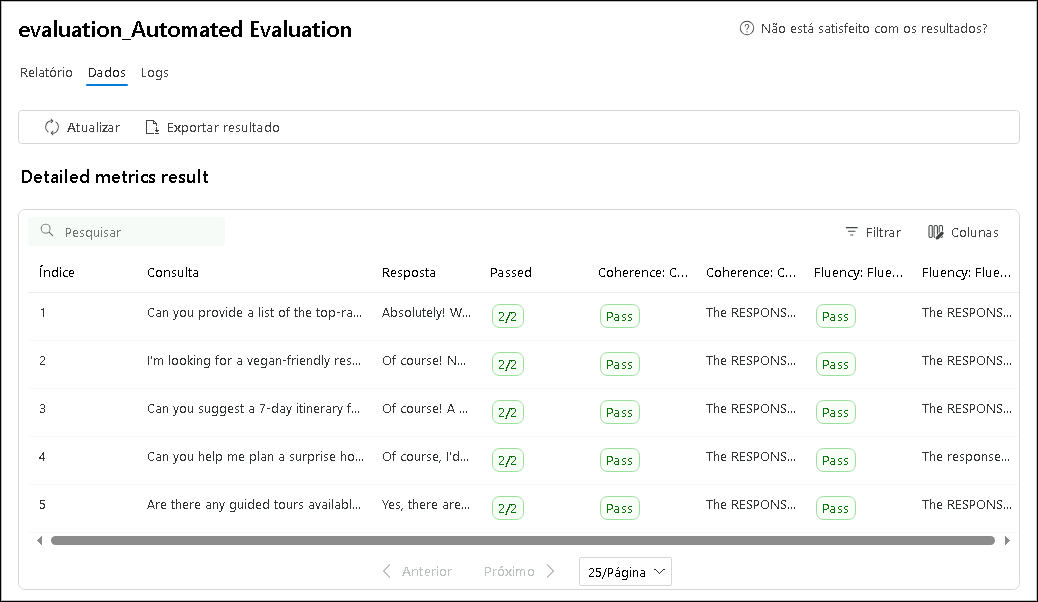 evaluation_Automated Evaluation
Não está satisfeito com os resultados?
Relatório Dados Logs
Atualizar Exportar resultado
Detailed metrics result
Pesquisar Filtrar Colunas
Índice Consulta Resposta Passed Coherence: C... Coherence: C... Fluency: Flue... Fluency: Flue...
1 Can you provide a list of the top-ra... Absolutely! W... 2/2 Pass The RESPONS... Pass The RESPONS...
2 I'm looking for a vegan-friendly res... Of course! N... 2/2 Pass The RESPONS... Pass The RESPONS...
3 Can you suggest a 7-day itinerary f... Of course! A ... 2/2 Pass The RESPONS... Pass The RESPONS...
4 Can you help me plan a surprise ho... Of course, I'd... 2/2 Pass The RESPONS... Pass The response...
5 Are there any guided tours availabl... Yes, there are... 2/2 Pass The RESPONS... Pass The RESPONS...
Anterior Próximo 25/Página